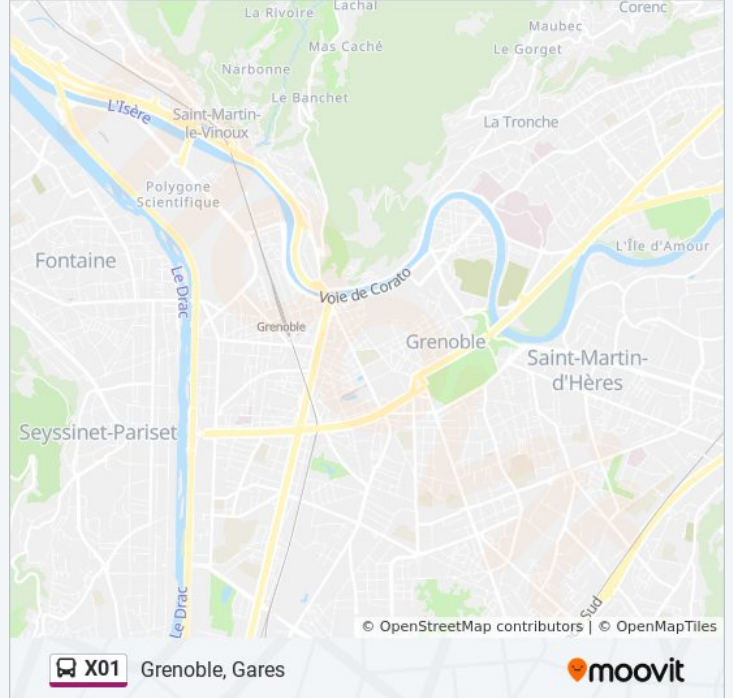 La Rivoire
Lachal
Corenc
Maubec
Mas Caché
Le Gorget
Narbonne
Le Banchet
L'Isère
Saint-Martin-
le-Vinoux
La Tronche
Polygone
Scientifique
L'Île d'Amour
Fontaine
Le Drac
Voie de Corato
Grenoble
Grenoble
Saint-Martin-
d'Hères
Seyssinet-Pariset
Le Drac
Sud
© OpenStreetMap contributors | © OpenMapTiles
X01 Grenoble, Gares
moovit